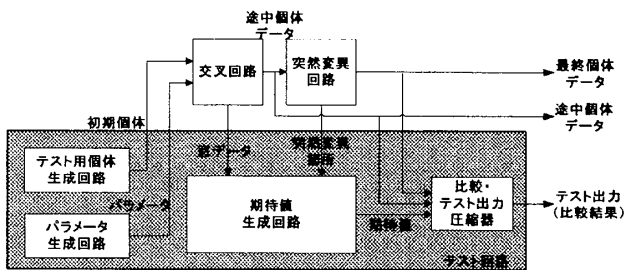 途中個体
データ
交叉回路
突然変異
回路
最終個体
データ
途中個体
データ
初期個体
データ
突然変異
テスト用個体
生成回路
パラメータ
パラメータ
生成回路
期待値
生成回路
期待値
比較・
テスト出力
圧縮器
テスト出力
(比較結果)
テスト回路